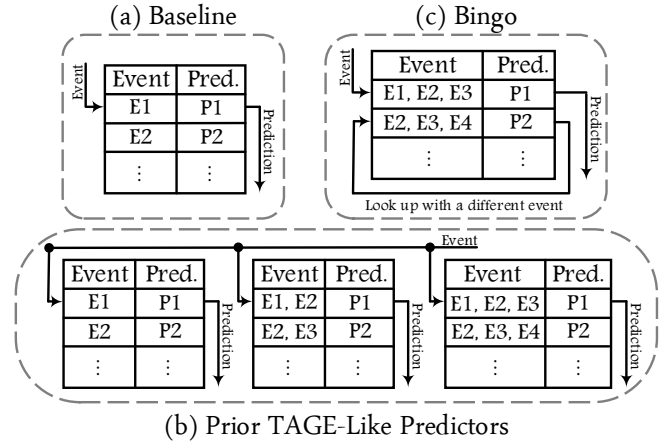 (a) Baseline
Event
Event Pred.
E1 P1
E2 P2
⋮ ⋮
Prediction
(c) Bingo
Event
Event Pred.
E1, E2, E3 P1
E2, E3, E4 P2
⋮ ⋮
Prediction
Look up with a different event
Event
Event Pred.
E1 P1
E2 P2
⋮ ⋮
Prediction
Event Pred.
E1, E2 P1
E2, E3 P2
⋮ ⋮
Prediction
Event Pred.
E1, E2, E3 P1
E2, E3, E4 P2
⋮ ⋮
Prediction
(b) Prior TAGE-Like Predictors